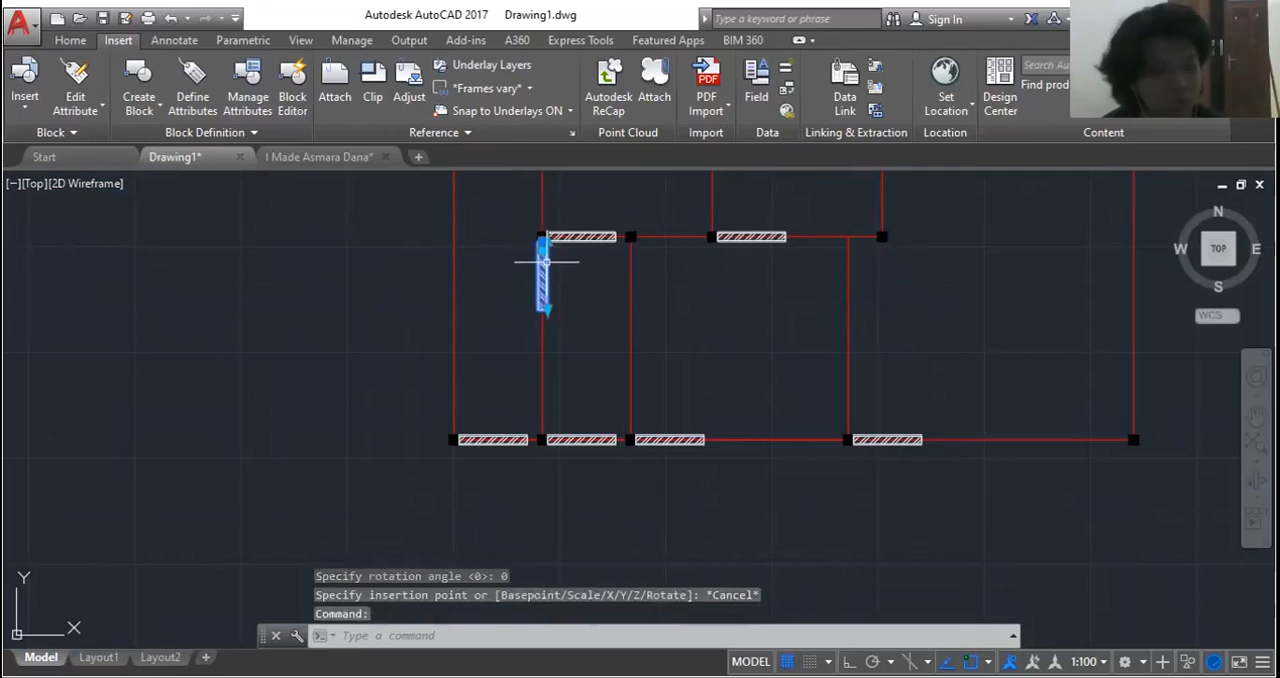 Autodesk AutoCAD 2017 Drawing1.dwg Type a keyword or phrase Sign In
Home Insert Annotate Parametric View Manage Output Add-ins A360 Express Tools Featured Apps BIM 360
Insert Edit Attribute Create Block Define Attributes Manage Attributes Block Editor Attach Clip Adjust Underlay Layers *Frames vary* Snap to Underlays ON Autodesk ReCap Attach PDF Import Field Data Link Set Location Design Center Search Au Find prod
Block Block Definition Reference Point Cloud Import Data Linking & Extraction Location Content
Start Drawing1* I Made Asmara Dana* +
[−][Top][2D Wireframe]
N
W TOP E
S
WCS
Y
X
Specify rotation angle <0>: 0
Specify insertion point or [Basepoint/Scale/X/Y/Z/Rotate]: *Cancel*
Command:
Type a command
Model Layout1 Layout2 + MODEL 1:100